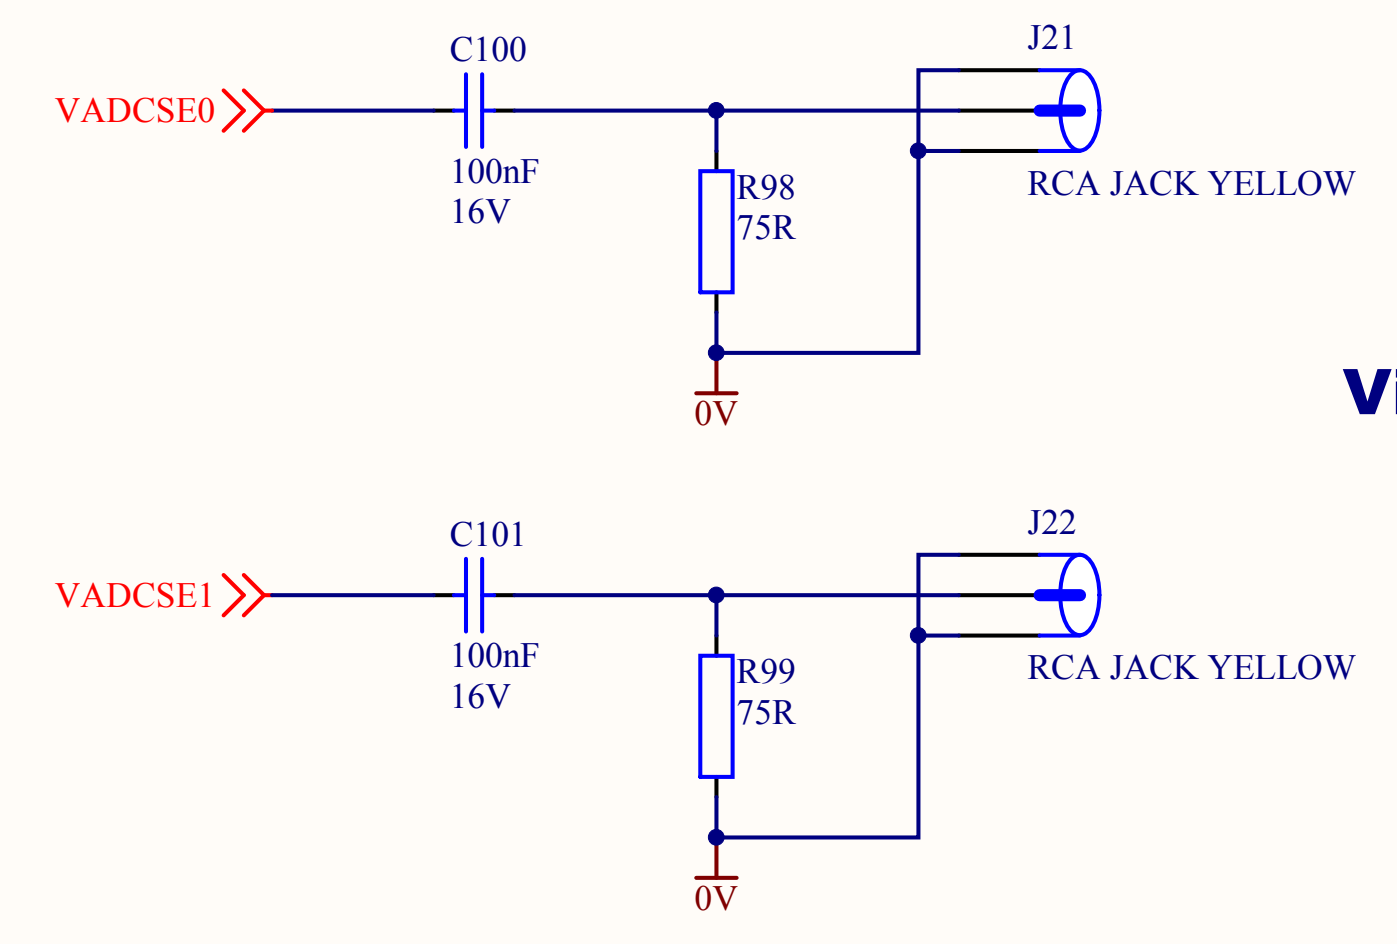 J21
C100
VADCSE0
100nF
16V
R98
75R
RCA JACK YELLOW
0V
Vi
J22
C101
VADCSE1
100nF
16V
R99
75R
RCA JACK YELLOW
0V